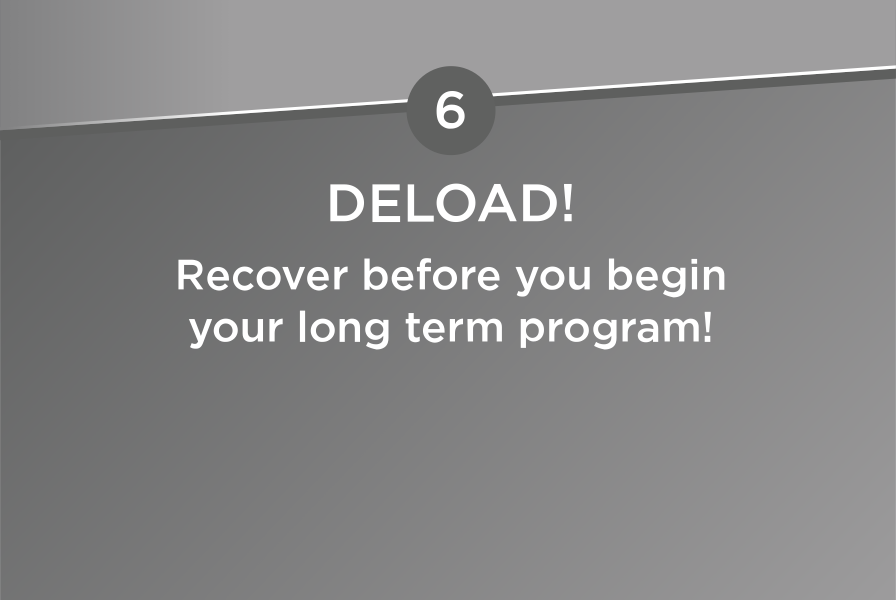 6
DELOAD!
Recover before you begin
your long term program!